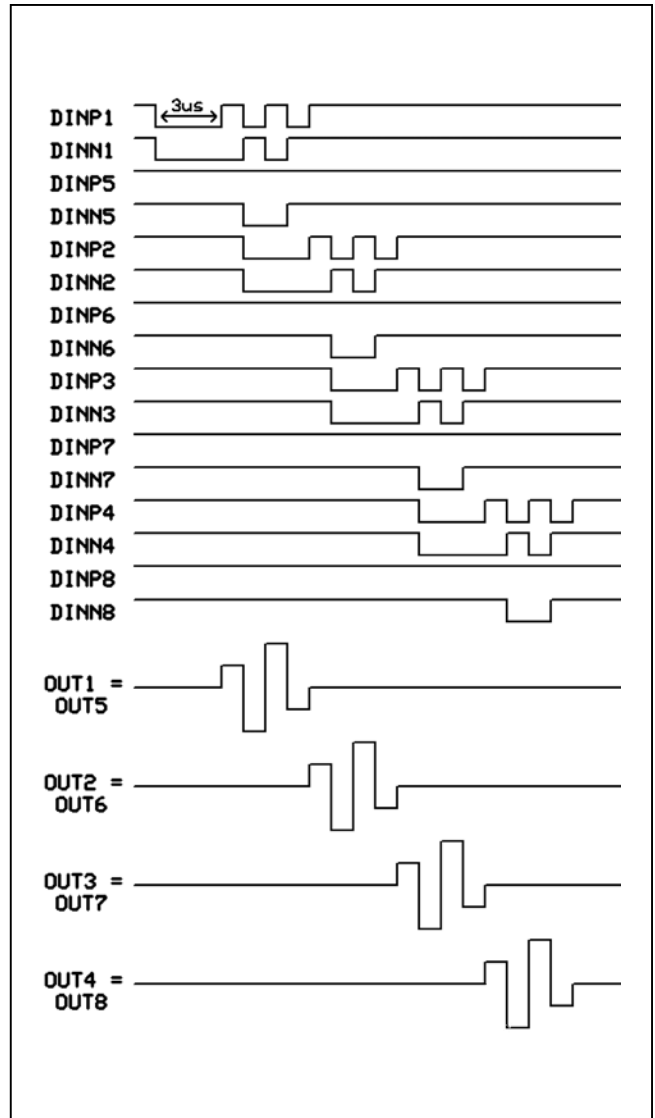 DINP1
3us
DINN1
DINP5
DINN5
DINP2
DINN2
DINP6
DINN6
DINP3
DINN3
DINP7
DINN7
DINP4
DINN4
DINP8
DINN8
OUT1 =
OUT5
OUT2 =
OUT6
OUT3 =
OUT7
OUT4 =
OUT8